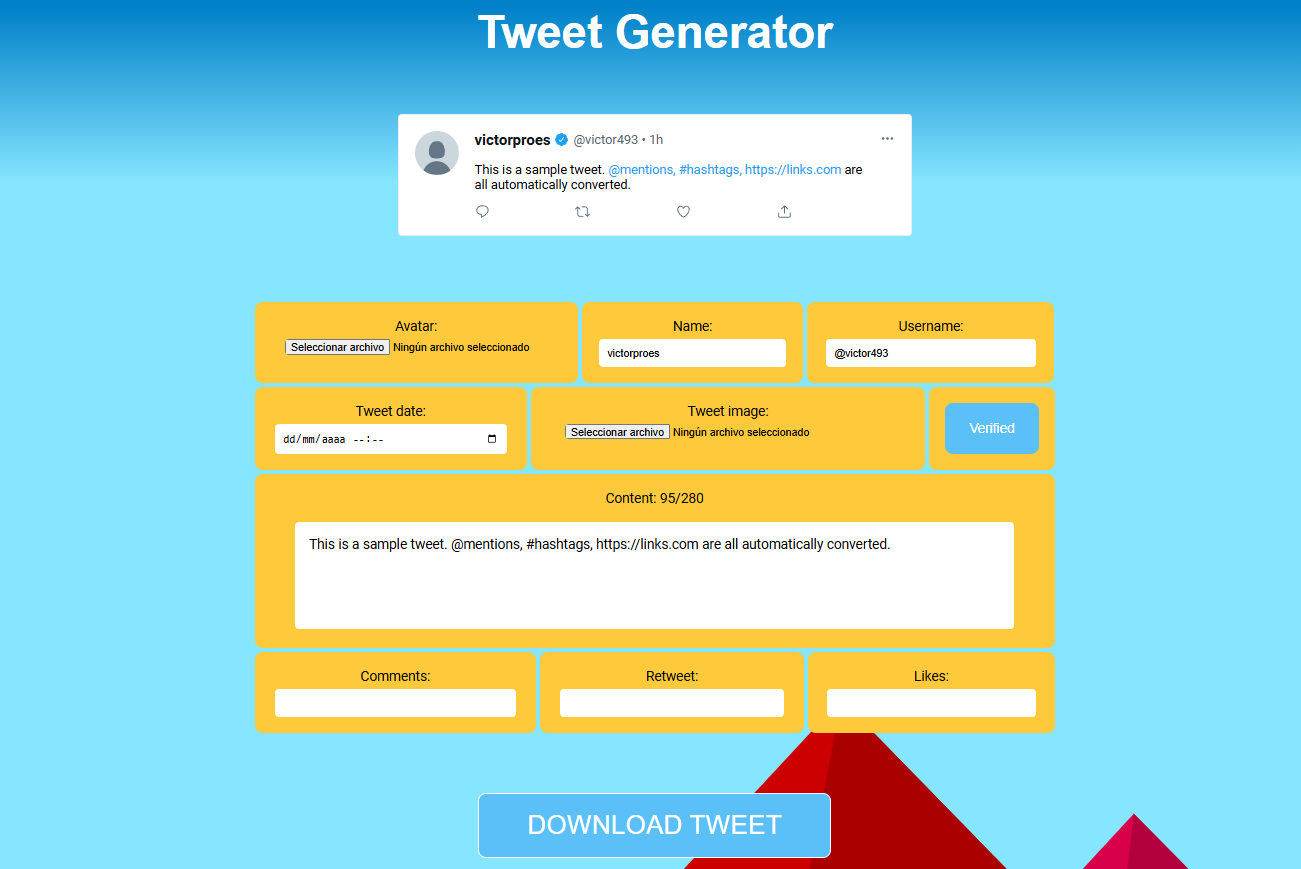 Tweet Generator
victorproes @victor493 • 1h
This is a sample tweet. @mentions, #hashtags, https://links.com are
all automatically converted.
Avatar:
Seleccionar archivo Ningún archivo seleccionado
Name:
victorproes
Username:
@victor493
Tweet date:
dd/mm/aaaa --:--
Tweet image:
Seleccionar archivo Ningún archivo seleccionado
Verified
Content: 95/280
This is a sample tweet. @mentions, #hashtags, https://links.com are all automatically converted.
Comments:
Retweet:
Likes:
DOWNLOAD TWEET